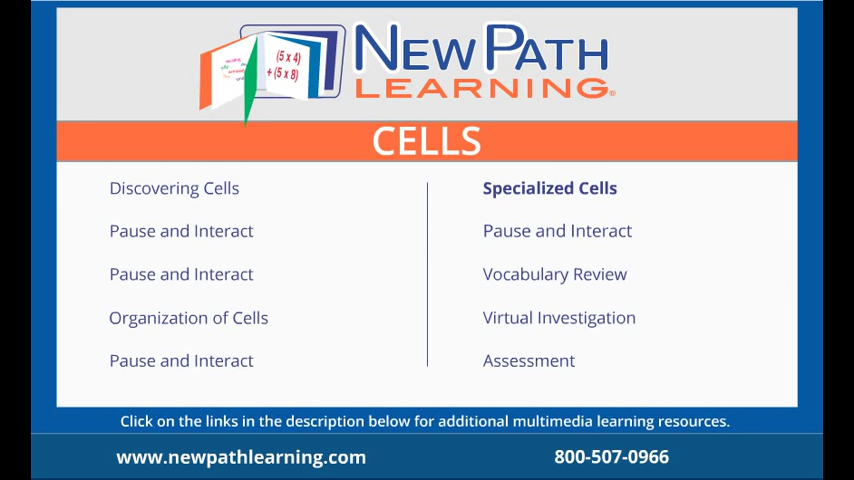 (5 x 4)
+ (5 x 8)
NEWPATH
LEARNING®
CELLS
Discovering Cells
Pause and Interact
Pause and Interact
Organization of Cells
Pause and Interact
Specialized Cells
Pause and Interact
Vocabulary Review
Virtual Investigation
Assessment
Click on the links in the description below for additional multimedia learning resources.
www.newpathlearning.com
800-507-0966